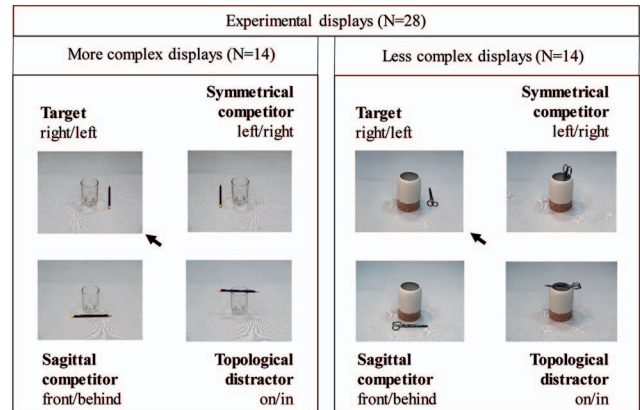 Experimental displays (N=28)
More complex displays (N=14)
Less complex displays (N=14)
Target
right/left
Symmetrical
competitor
left/right
Target
right/left
Symmetrical
competitor
left/right
Sagittal
competitor
front/behind
Topological
distractor
on/in
Sagittal
competitor
front/behind
Topological
distractor
on/in